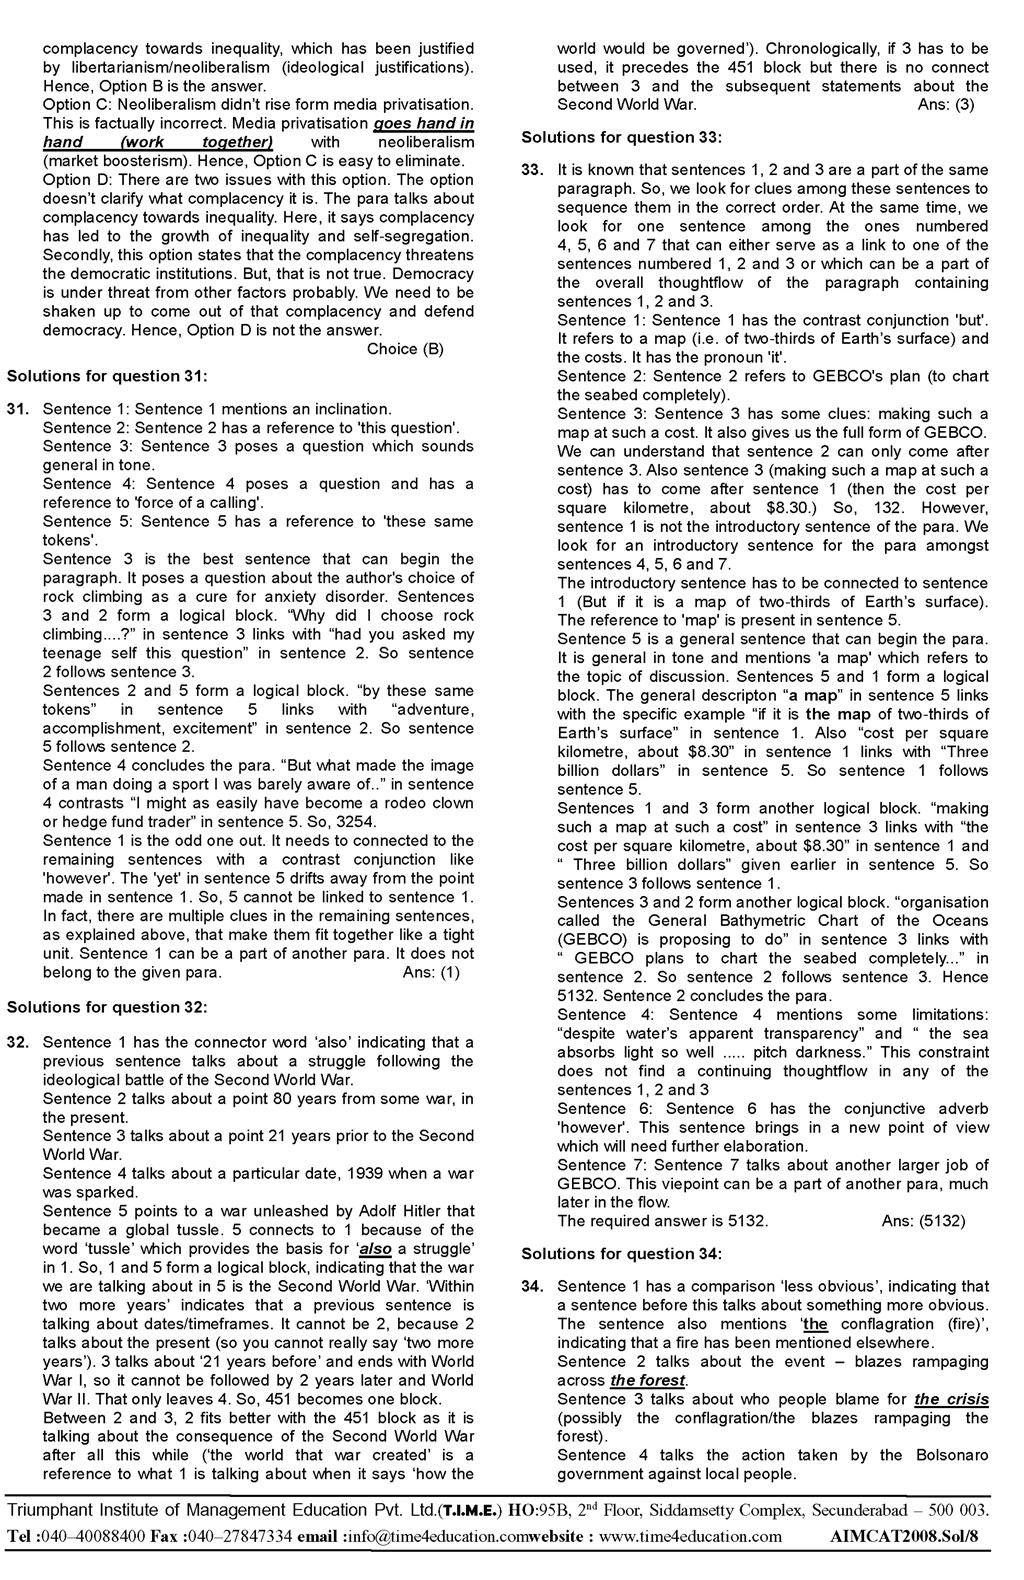 complacency towards inequality, which has been justified
by libertarianism/neoliberalism (ideological justifications).
Hence, Option B is the answer.
Option C: Neoliberalism didn't rise form media privatisation.
This is factually incorrect. Media privatisation goes hand in
hand (work together) with neoliberalism
(market boosterism). Hence, Option C is easy to eliminate.
Option D: There are two issues with this option. The option
doesn't clarify what complacency it is. The para talks about
complacency towards inequality. Here, it says complacency
has led to the growth of inequality and self-segregation.
Secondly, this option states that the complacency threatens
the democratic institutions. But, that is not true. Democracy
is under threat from other factors probably. We need to be
shaken up to come out of that complacency and defend
democracy. Hence, Option D is not the answer.
Choice (B)
Solutions for question 31:
31. Sentence 1: Sentence 1 mentions an inclination.
Sentence 2: Sentence 2 has a reference to 'this question'.
Sentence 3: Sentence 3 poses a question which sounds
general in tone.
Sentence 4: Sentence 4 poses a question and has a
reference to 'force of a calling'.
Sentence 5: Sentence 5 has a reference to 'these same
tokens'.
Sentence 3 is the best sentence that can begin the
paragraph. It poses a question about the author's choice of
rock climbing as a cure for anxiety disorder. Sentences
3 and 2 form a logical block. “Why did I choose rock
climbing....?” in sentence 3 links with “had you asked my
teenage self this question” in sentence 2. So sentence
2 follows sentence 3.
Sentences 2 and 5 form a logical block. “by these same
tokens” in sentence 5 links with “adventure,
accomplishment, excitement” in sentence 2. So sentence
5 follows sentence 2.
Sentence 4 concludes the para. “But what made the image
of a man doing a sport I was barely aware of..” in sentence
4 contrasts “I might as easily have become a rodeo clown
or hedge fund trader” in sentence 5. So, 3254.
Sentence 1 is the odd one out. It needs to connected to the
remaining sentences with a contrast conjunction like
'however'. The 'yet' in sentence 5 drifts away from the point
made in sentence 1. So, 5 cannot be linked to sentence 1.
In fact, there are multiple clues in the remaining sentences,
as explained above, that make them fit together like a tight
unit. Sentence 1 can be a part of another para. It does not
belong to the given para. Ans: (1)
Solutions for question 32:
32. Sentence 1 has the connector word ‘also’ indicating that a
previous sentence talks about a struggle following the
ideological battle of the Second World War.
Sentence 2 talks about a point 80 years from some war, in
the present.
Sentence 3 talks about a point 21 years prior to the Second
World War.
Sentence 4 talks about a particular date, 1939 when a war
was sparked.
Sentence 5 points to a war unleashed by Adolf Hitler that
became a global tussle. 5 connects to 1 because of the
word ‘tussle’ which provides the basis for ‘also a struggle’
in 1. So, 1 and 5 form a logical block, indicating that the war
we are talking about in 5 is the Second World War. ‘Within
two more years’ indicates that a previous sentence is
talking about dates/timeframes. It cannot be 2, because 2
talks about the present (so you cannot really say ‘two more
years’). 3 talks about ‘21 years before’ and ends with World
War I, so it cannot be followed by 2 years later and World
War II. That only leaves 4. So, 451 becomes one block.
Between 2 and 3, 2 fits better with the 451 block as it is
talking about the consequence of the Second World War
after all this while (‘the world that war created’ is a
reference to what 1 is talking about when it says ‘how the
world would be governed’). Chronologically, if 3 has to be
used, it precedes the 451 block but there is no connect
between 3 and the subsequent statements about the
Second World War. Ans: (3)
Solutions for question 33:
33. It is known that sentences 1, 2 and 3 are a part of the same
paragraph. So, we look for clues among these sentences to
sequence them in the correct order. At the same time, we
look for one sentence among the ones numbered
4, 5, 6 and 7 that can either serve as a link to one of the
sentences numbered 1, 2 and 3 or which can be a part of
the overall thoughtflow of the paragraph containing
sentences 1, 2 and 3.
Sentence 1: Sentence 1 has the contrast conjunction 'but'.
It refers to a map (i.e. of two-thirds of Earth's surface) and
the costs. It has the pronoun 'it'.
Sentence 2: Sentence 2 refers to GEBCO's plan (to chart
the seabed completely).
Sentence 3: Sentence 3 has some clues: making such a
map at such a cost. It also gives us the full form of GEBCO.
We can understand that sentence 2 can only come after
sentence 3. Also sentence 3 (making such a map at such a
cost) has to come after sentence 1 (then the cost per
square kilometre, about $8.30.) So, 132. However,
sentence 1 is not the introductory sentence of the para. We
look for an introductory sentence for the para amongst
sentences 4, 5, 6 and 7.
The introductory sentence has to be connected to sentence
1 (But if it is a map of two-thirds of Earth's surface).
The reference to 'map' is present in sentence 5.
Sentence 5 is a general sentence that can begin the para.
It is general in tone and mentions 'a map' which refers to
the topic of discussion. Sentences 5 and 1 form a logical
block. The general descripton “a map” in sentence 5 links
with the specific example “if it is the map of two-thirds of
Earth's surface” in sentence 1. Also “cost per square
kilometre, about $8.30” in sentence 1 links with “Three
billion dollars” in sentence 5. So sentence 1 follows
sentence 5.
Sentences 1 and 3 form another logical block. “making
such a map at such a cost” in sentence 3 links with “the
cost per square kilometre, about $8.30” in sentence 1 and
“ Three billion dollars” given earlier in sentence 5. So
sentence 3 follows sentence 1.
Sentences 3 and 2 form another logical block. “organisation
called the General Bathymetric Chart of the Oceans
(GEBCO) is proposing to do” in sentence 3 links with
“ GEBCO plans to chart the seabed completely...” in
sentence 2. So sentence 2 follows sentence 3. Hence
5132. Sentence 2 concludes the para.
Sentence 4: Sentence 4 mentions some limitations:
“despite water's apparent transparency” and “ the sea
absorbs light so well ..... pitch darkness.” This constraint
does not find a continuing thoughtflow in any of the
sentences 1, 2 and 3
Sentence 6: Sentence 6 has the conjunctive adverb
'however'. This sentence brings in a new point of view
which will need further elaboration.
Sentence 7: Sentence 7 talks about another larger job of
GEBCO. This viepoint can be a part of another para, much
later in the flow.
The required answer is 5132. Ans: (5132)
Solutions for question 34:
34. Sentence 1 has a comparison ‘less obvious’, indicating that
a sentence before this talks about something more obvious.
The sentence also mentions ‘the conflagration (fire)’,
indicating that a fire has been mentioned elsewhere.
Sentence 2 talks about the event – blazes rampaging
across the forest.
Sentence 3 talks about who people blame for the crisis
(possibly the conflagration/the blazes rampaging the
forest).
Sentence 4 talks the action taken by the Bolsonaro
government against local people.
Triumphant Institute of Management Education Pvt. Ltd.(T.I.M.E.) HO:95B, 2nd Floor, Siddamsetty Complex, Secunderabad – 500 003.
Tel :040–40088400 Fax :040–27847334 email :info@time4education.comwebsite : www.time4education.com AIMCAT2008.Sol/8